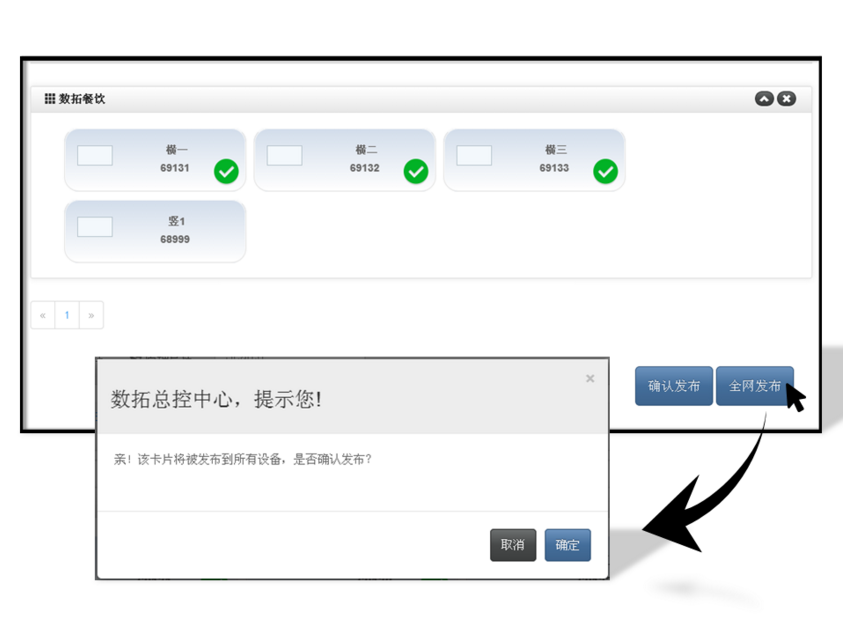 数拓餐饮
横一
69131
横二
69132
横三
69133
竖1
68999
« 1 »
确认发布
全网发布
数拓总控中心，提示您!
×
亲! 该卡片将被发布到所有设备，是否确认发布?
取消
确定